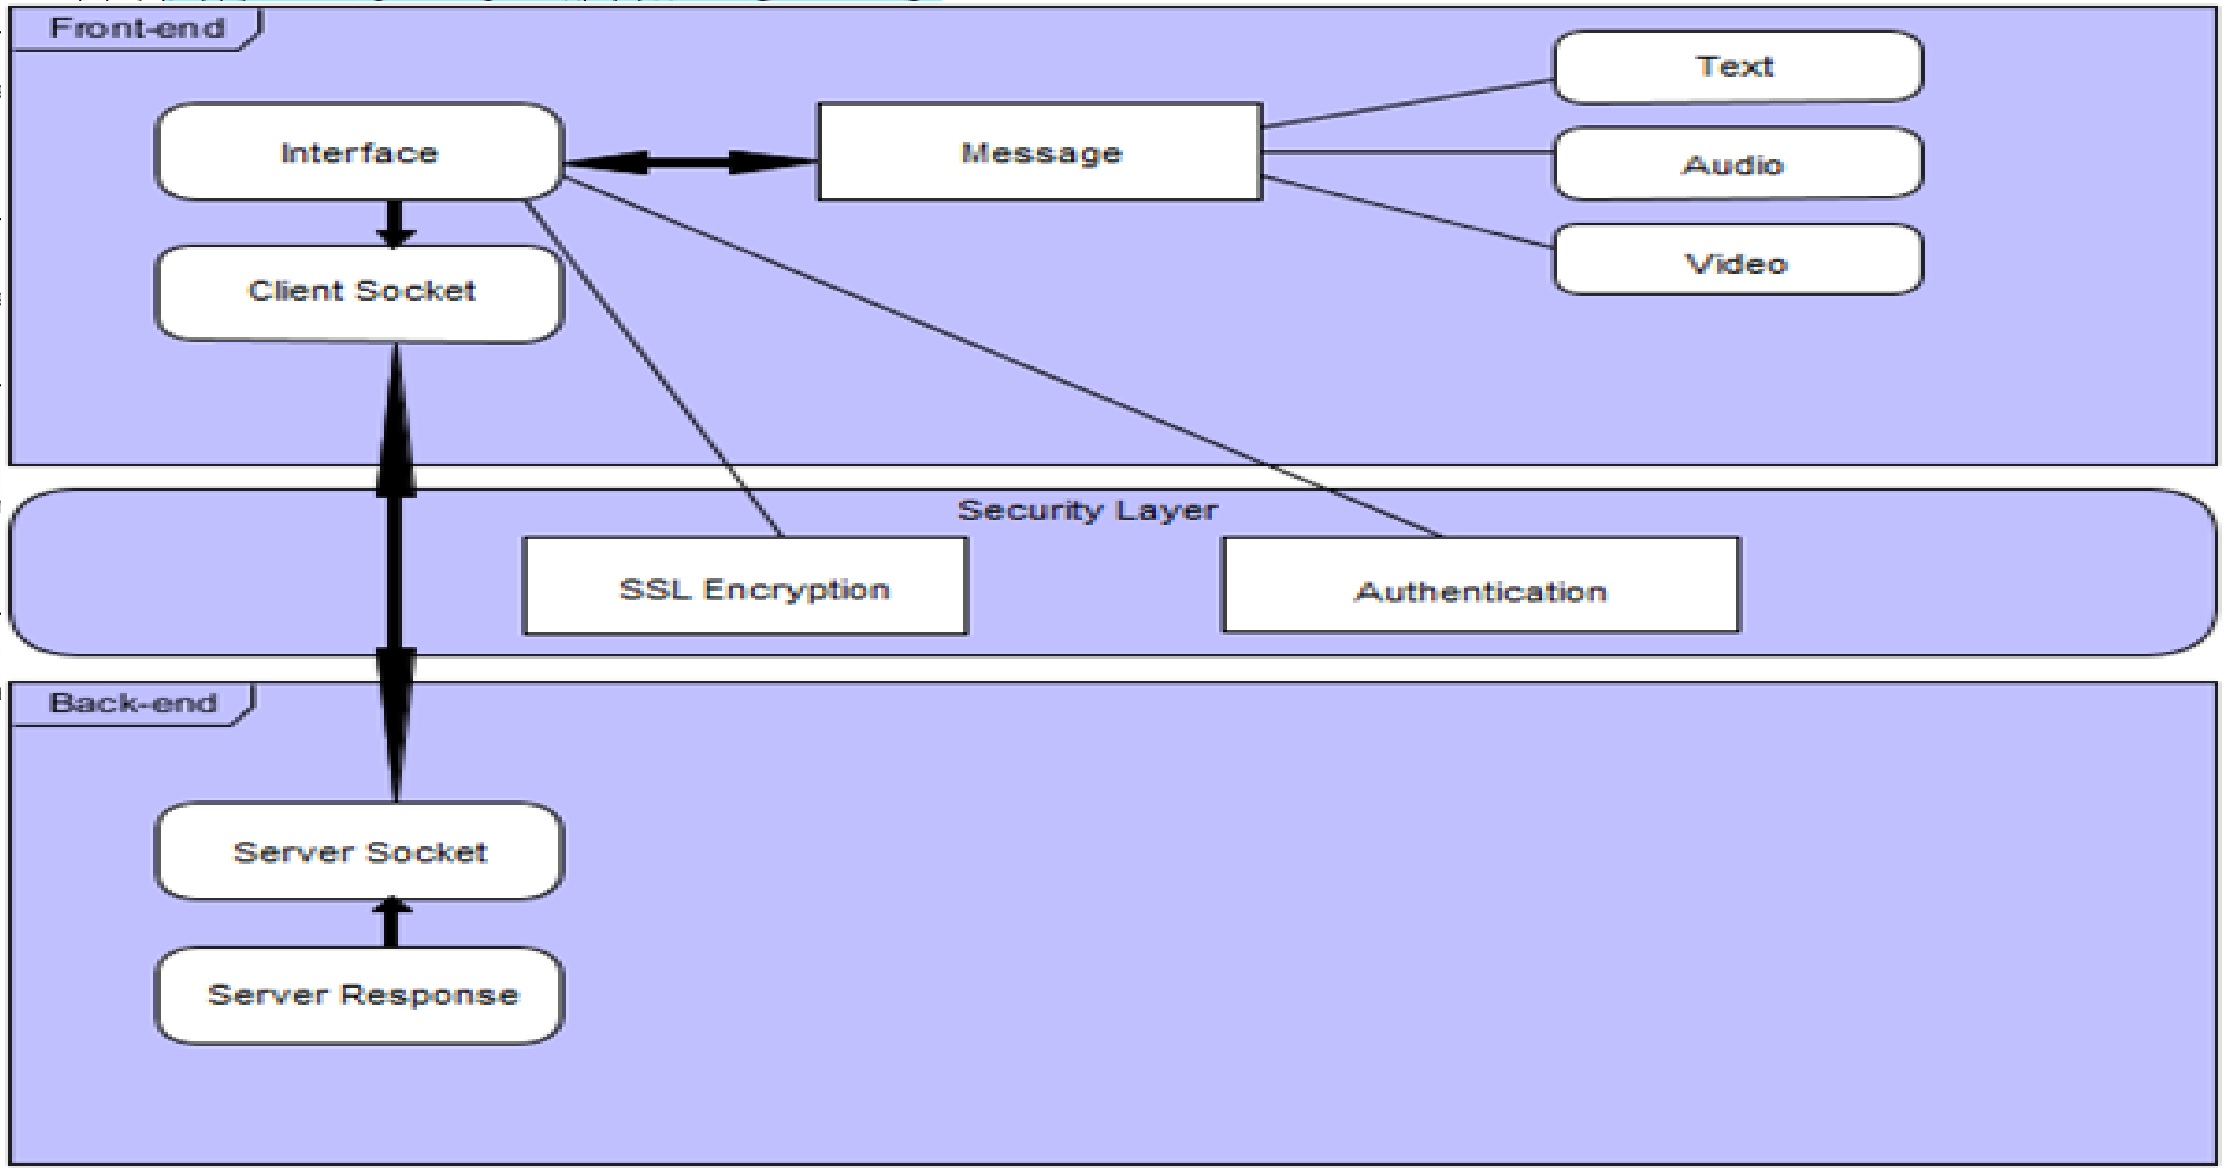 Front-end
Text
Interface
Message
Audio
Video
Client Socket
Security Layer
SSL Encryption
Authentication
Back-end
Server Socket
Server Response